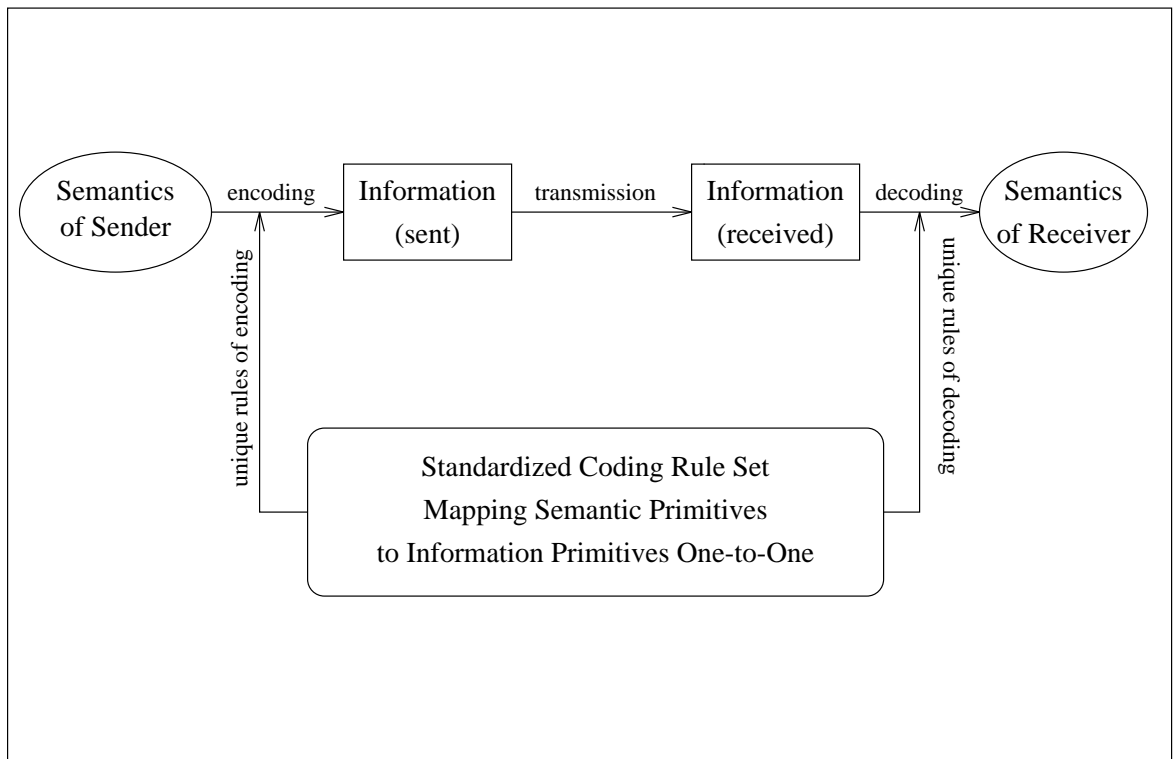 Semantics
of Sender
encoding
Information
(sent)
transmission
Information
(received)
decoding
Semantics
of Receiver
unique rules of encoding
unique rules of decoding
Standardized Coding Rule Set
Mapping Semantic Primitives
to Information Primitives One-to-One